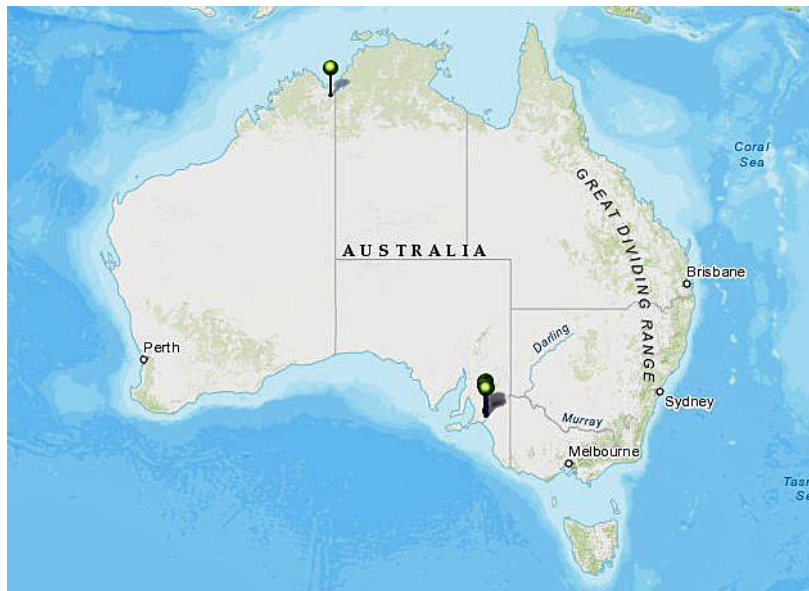 Coral
Sea
GREAT DIVIDING RANGE
AUSTRALIA
Brisbane
Darling
Perth
Sydney
Murray
Melbourne